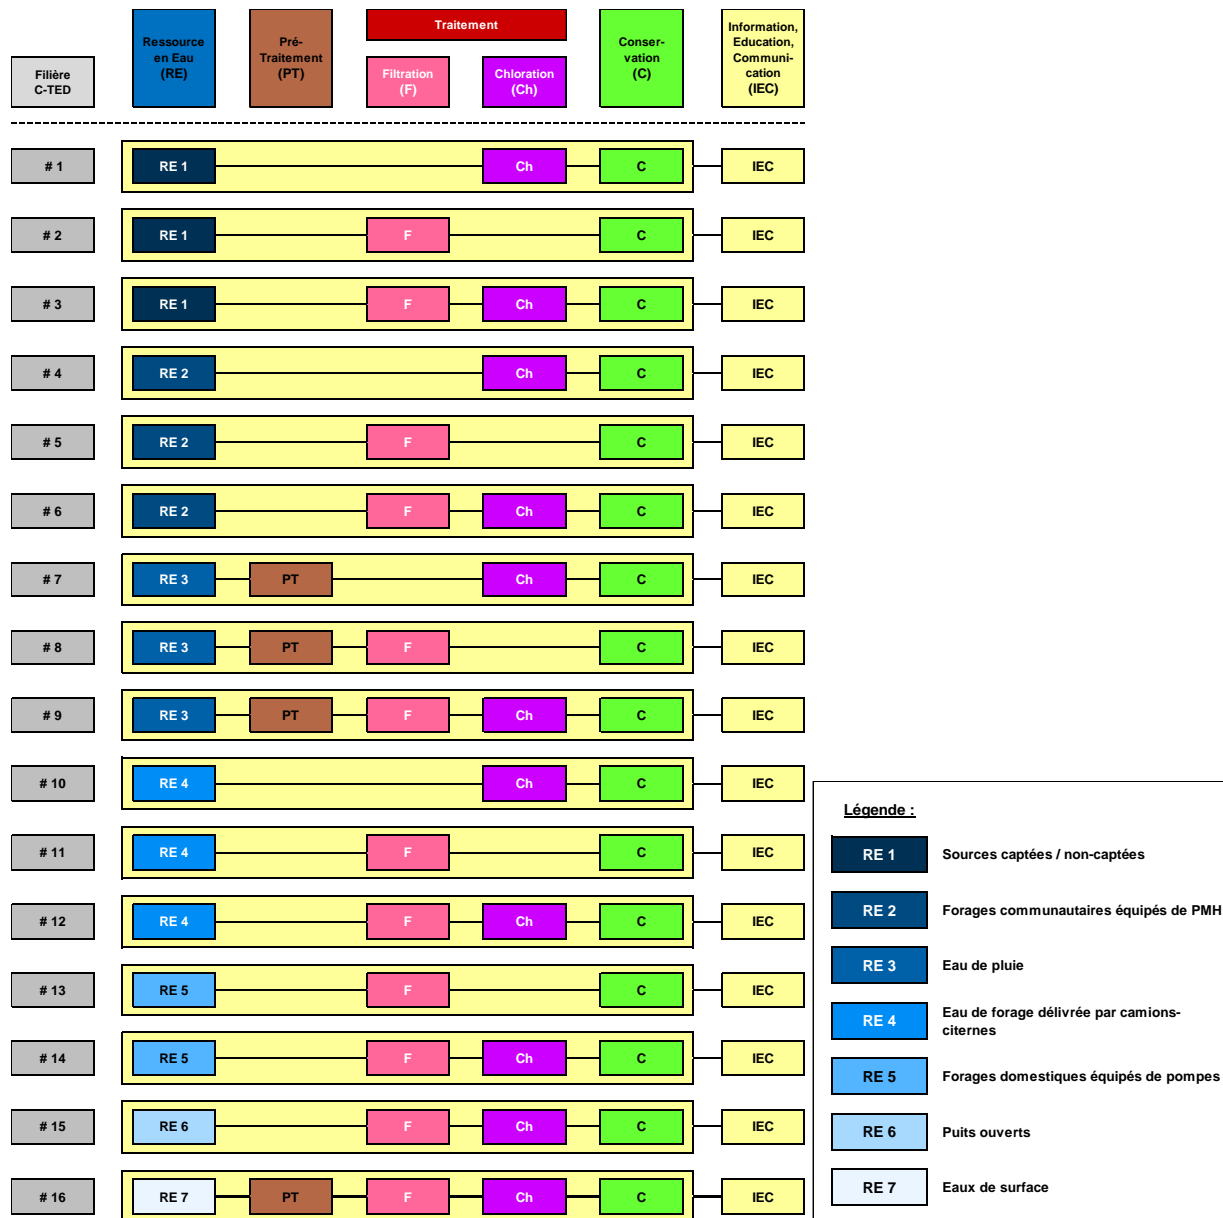 Filière
C-TED
Ressource
en Eau
(RE)
Pré-
Traitement
(PT)
Traitement
Filtration
(F)
Chloration
(Ch)
Conser-
vation
(C)
Information,
Education,
Communi-
cation
(IEC)
# 1 RE 1 Ch C IEC
# 2 RE 1 F C IEC
# 3 RE 1 F Ch C IEC
# 4 RE 2 Ch C IEC
# 5 RE 2 F C IEC
# 6 RE 2 F Ch C IEC
# 7 RE 3 PT Ch C IEC
# 8 RE 3 PT F C IEC
# 9 RE 3 PT F Ch C IEC
# 10 RE 4 Ch C IEC
# 11 RE 4 F C IEC
# 12 RE 4 F Ch C IEC
# 13 RE 5 F C IEC
# 14 RE 5 F Ch C IEC
# 15 RE 6 F Ch C IEC
# 16 RE 7 PT F Ch C IEC
Légende :
RE 1 Sources captées / non-captées
RE 2 Forages communautaires équipés de PMH
RE 3 Eau de pluie
RE 4 Eau de forage délivrée par camions-
citernes
RE 5 Forages domestiques équipés de pompes
RE 6 Puits ouverts
RE 7 Eaux de surface